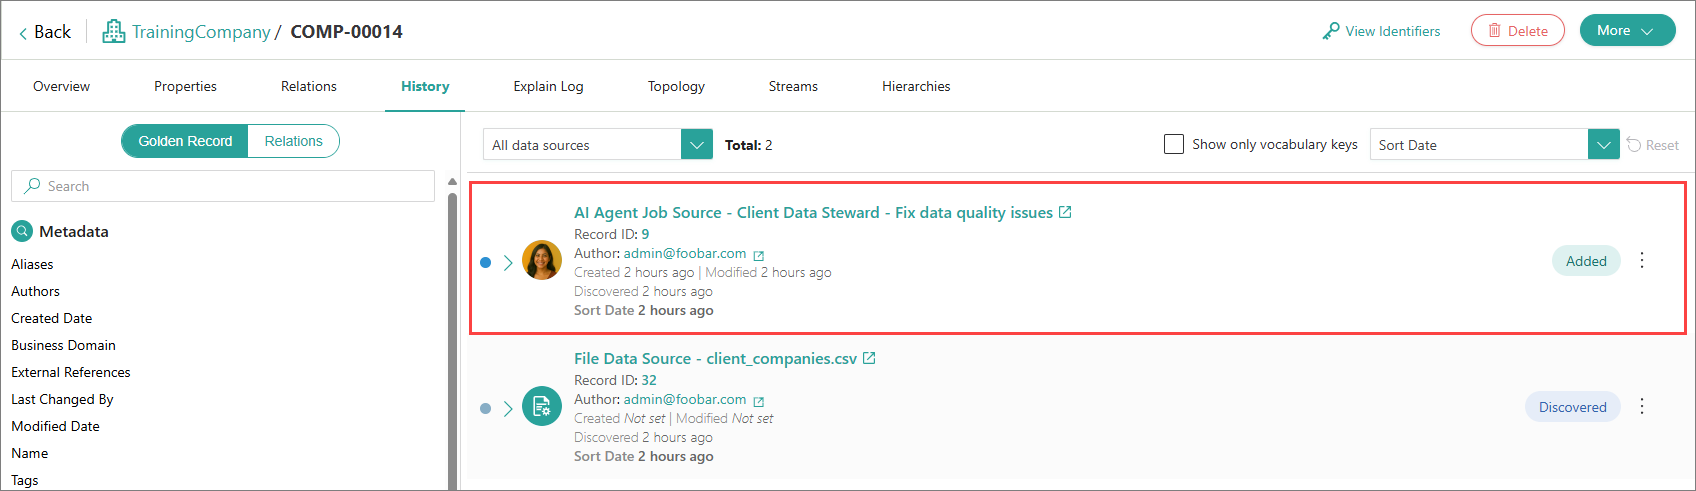 Back TrainingCompany / COMP-00014 View Identifiers Delete More
Overview Properties Relations History Explain Log Topology Streams Hierarchies
Golden Record Relations
Search
Metadata
Aliases
Authors
Created Date
Business Domain
External References
Last Changed By
Modified Date
Name
Tags
All data sources Total: 2 Show only vocabulary keys Sort Date Reset
AI Agent Job Source - Client Data Steward - Fix data quality issues
Record ID: 9
Author: admin@foobar.com
Created 2 hours ago | Modified 2 hours ago
Discovered 2 hours ago
Sort Date 2 hours ago
Added
File Data Source - client_companies.csv
Record ID: 32
Author: admin@foobar.com
Created Not set | Modified Not set
Discovered 2 hours ago
Sort Date 2 hours ago
Discovered